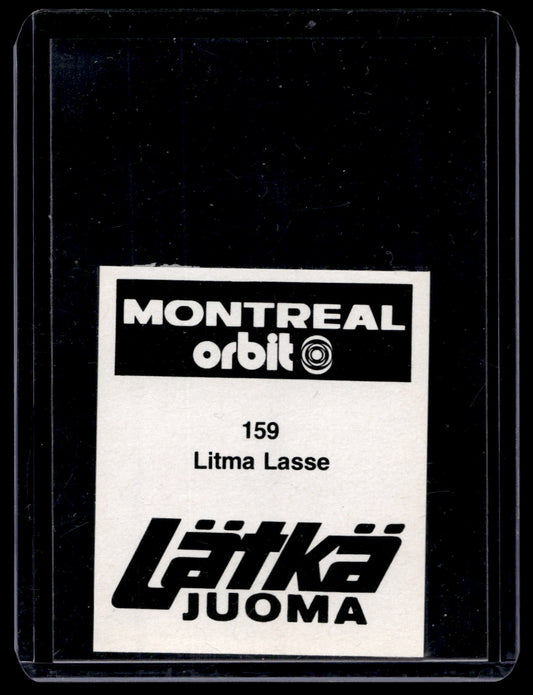 MONTREAL
orbit
159
Litma Lasse
Lätkä
JUOMA